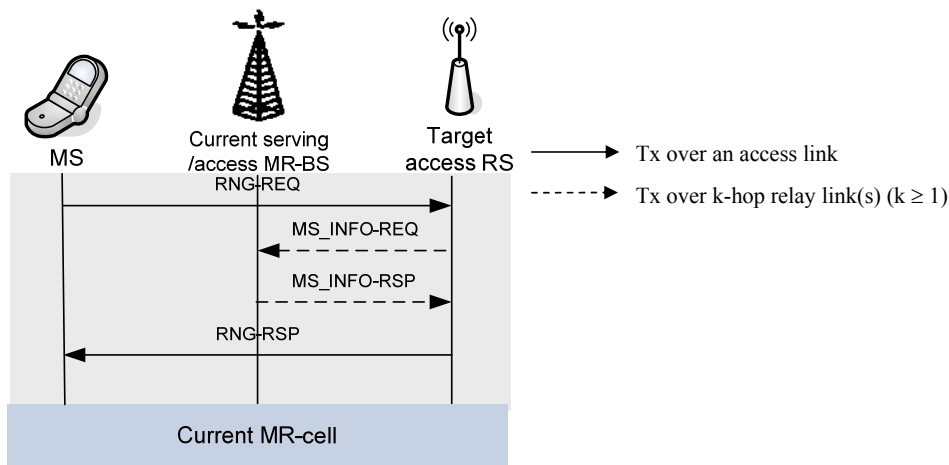 MS
Current serving
/access MR-BS
Target
access RS
Tx over an access link
Tx over k-hop relay link(s) (k ≥ 1)
RNG-REQ
MS_INFO-REQ
MS_INFO-RSP
RNG-RSP
Current MR-cell